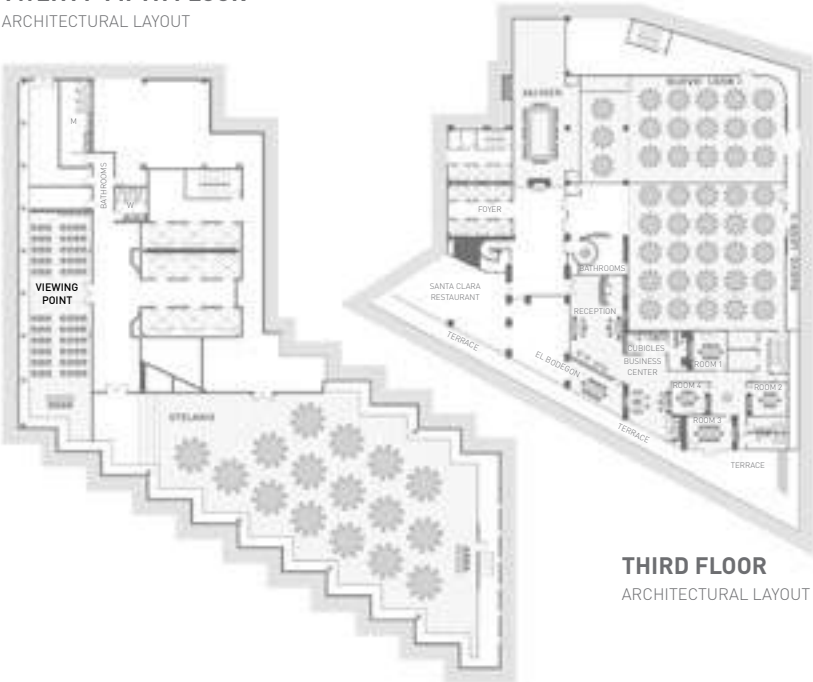 ARCHITECTURAL LAYOUT
M
BATHROOMS
W
VIEWING
POINT
FOYER
SANTA CLARA
RESTAURANT
TERRACE
EL BODEGON
BATHROOMS
RECEPTION
CUBICLES
BUSINESS
CENTER
ROOM 1
ROOM 4
ROOM 2
ROOM 3
TERRACE
TERRACE
THIRD FLOOR
ARCHITECTURAL LAYOUT